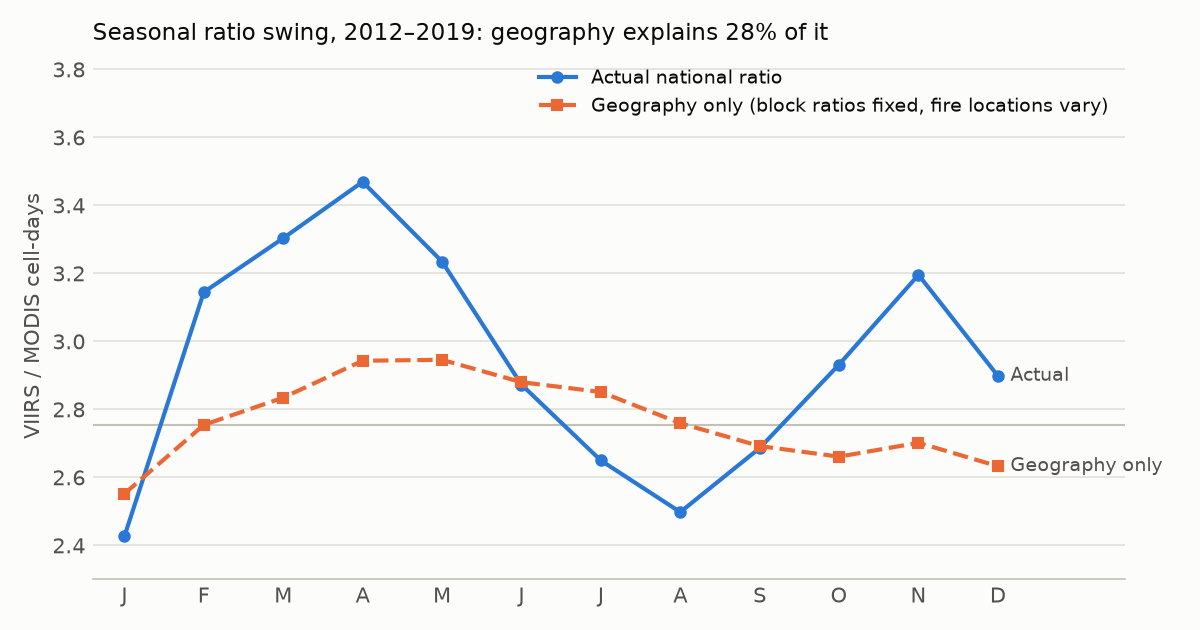 Seasonal ratio swing, 2012–2019: geography explains 28% of it
Actual national ratio
Geography only (block ratios fixed, fire locations vary)
VIIRS / MODIS cell-days
3.8
3.6
3.4
3.2
3.0
2.8
2.6
2.4
Actual
Geography only
J F M A M J J A S O N D